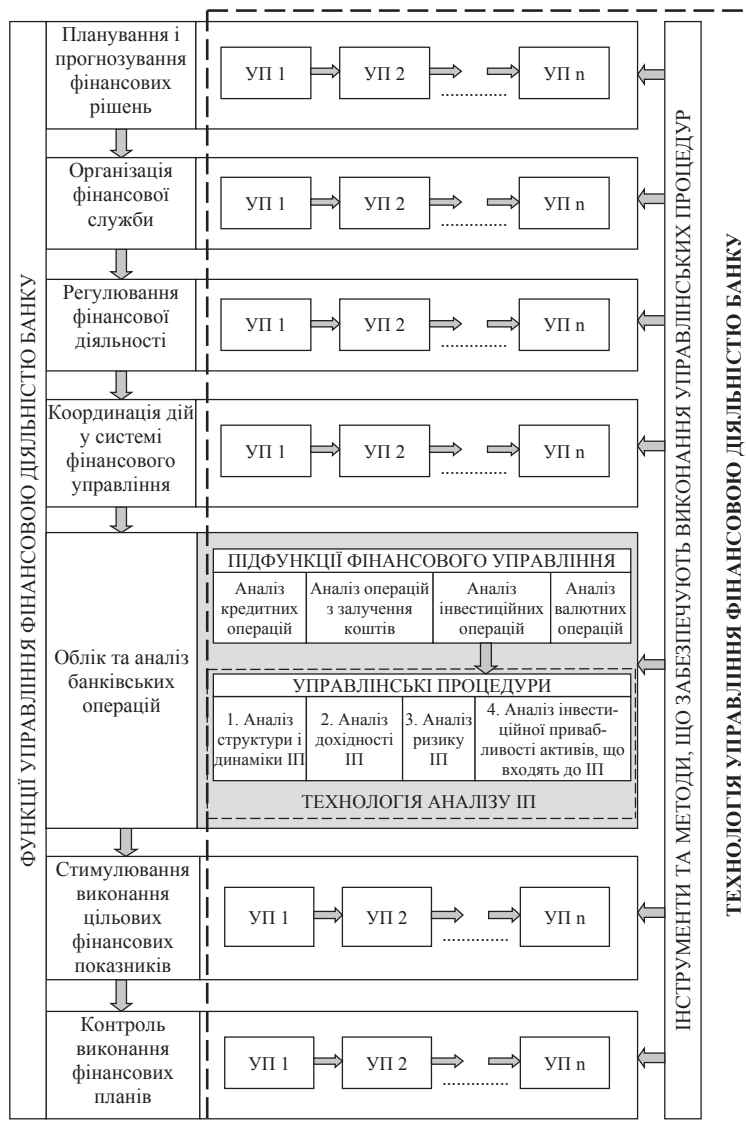 ФУНКЦІЇ УПРАВЛІННЯ ФІНАНСОВОЮ ДІЯЛЬНІСТЮ БАНКУ
Планування і
прогнозування
фінансових
рішень
УП 1
УП 2
..............
УП n
Організація
фінансової
служби
УП 1
УП 2
..............
УП n
Регулювання
фінансової
діяльності
УП 1
УП 2
..............
УП n
Координація дій
у системі
фінансового
управління
УП 1
УП 2
..............
УП n
Облік та аналіз
банківських
операцій
ПІДФУНКЦІЇ ФІНАНСОВОГО УПРАВЛІННЯ
Аналіз
кредитних
операцій
Аналіз операцій
з залучення
коштів
Аналіз
інвестиційних
операцій
Аналіз
валютних
операцій
УПРАВЛІНСЬКІ ПРОЦЕДУРИ
1. Аналіз
структури і
динаміки ІП
2. Аналіз
дохідності
ІП
3. Аналіз
ризику
ІП
4. Аналіз інвести-
ційної приваб-
ливості активів, що
входять до ІП
ТЕХНОЛОГІЯ АНАЛІЗУ ІП
Стимулювання
виконання
цільових
фінансових
показників
УП 1
УП 2
..............
УП n
Контроль
виконання
фінансових
планів
УП 1
УП 2
..............
УП n
ІНСТРУМЕНТИ ТА МЕТОДИ, ЩО ЗАБЕЗПЕЧУЮТЬ ВИКОНАННЯ УПРАВЛІНСЬКИХ ПРОЦЕДУР
ТЕХНОЛОГІЯ УПРАВЛІННЯ ФІНАНСОВОЮ ДІЯЛЬНІСТЮ БАНКУ